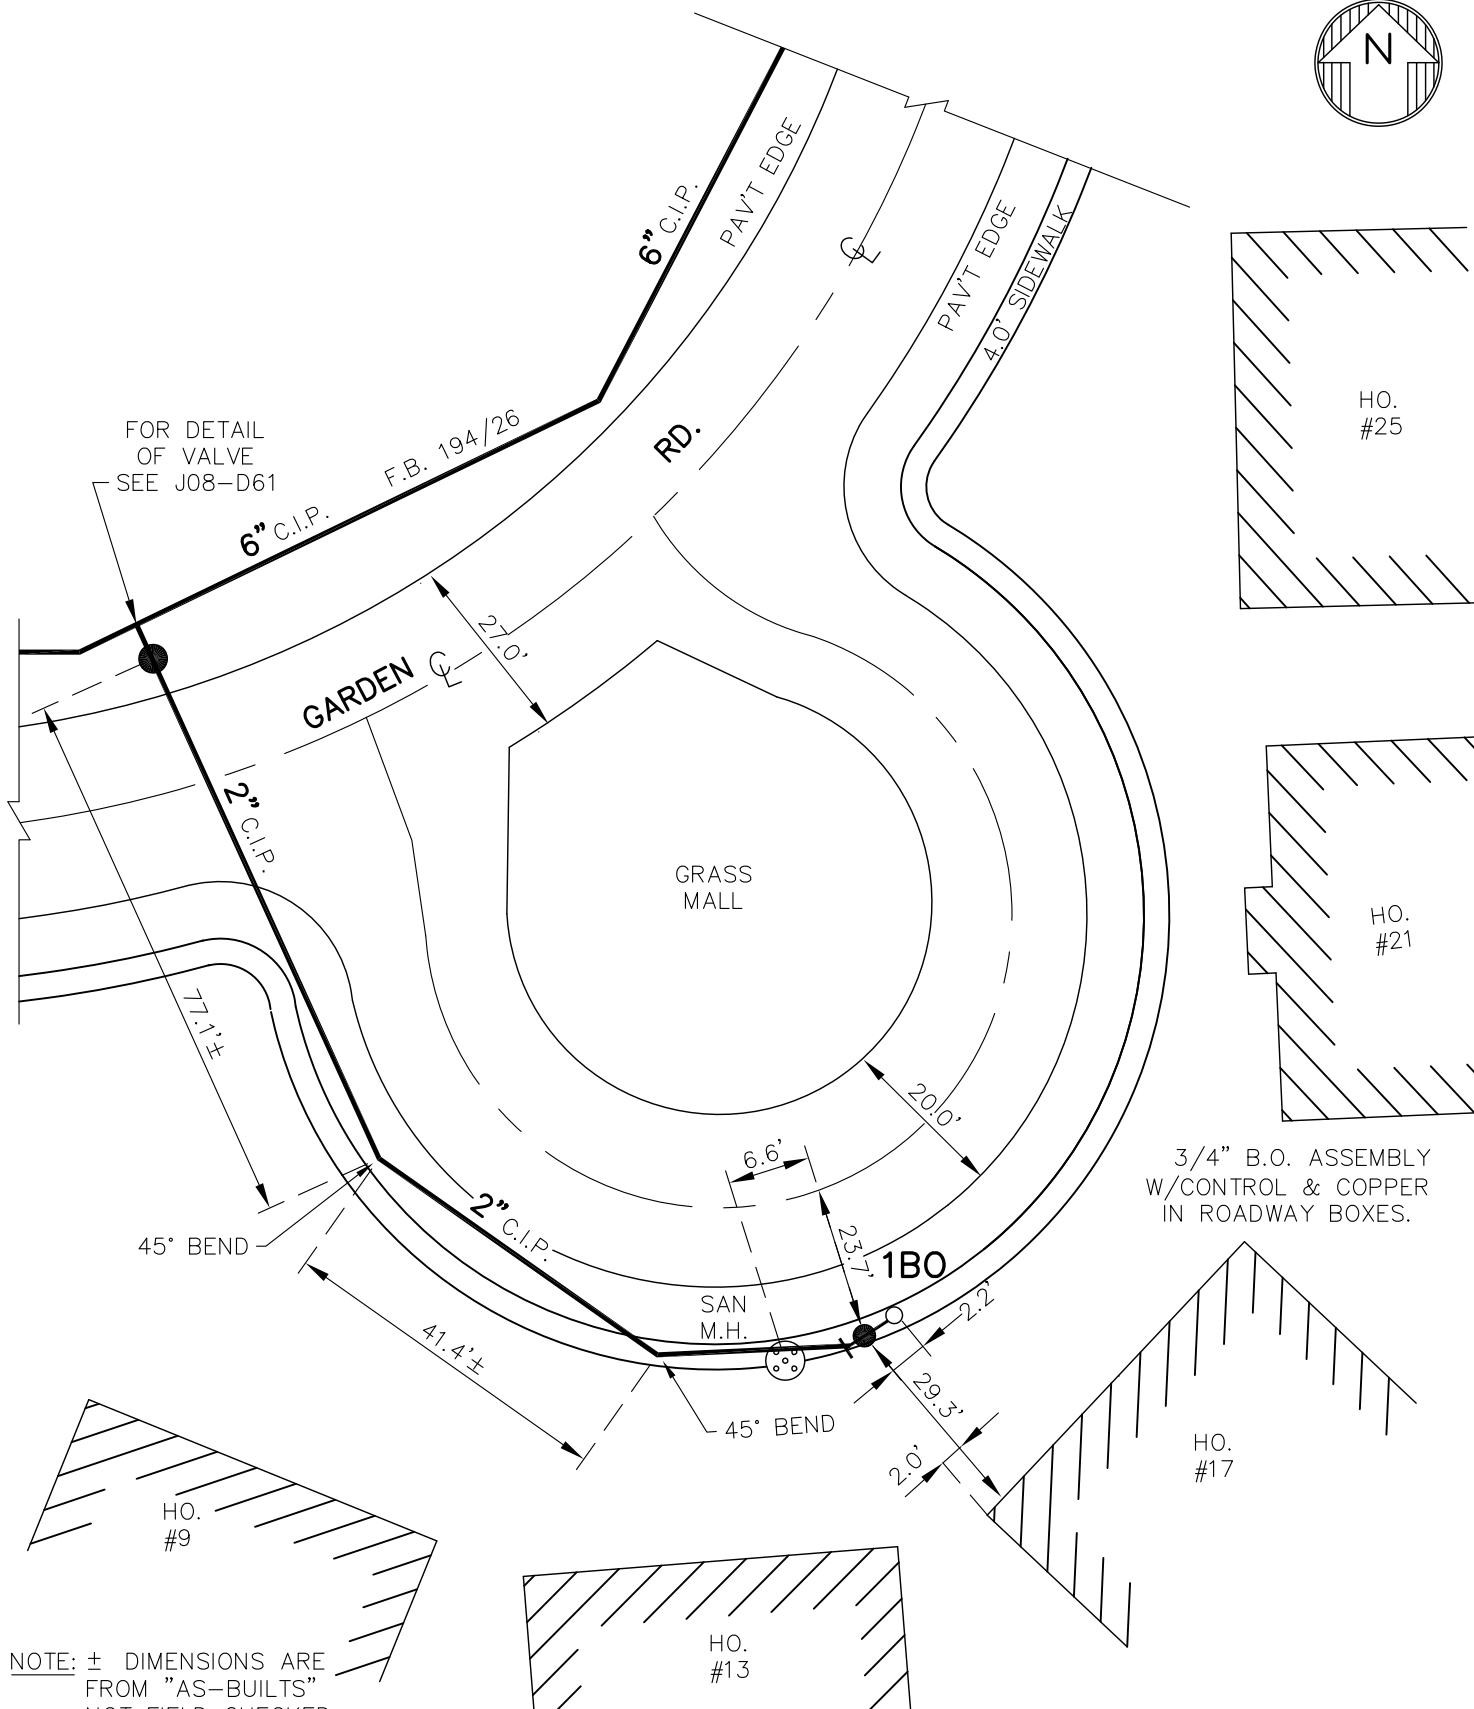 N
PAV'T EDGE
6" C.I.P.
℄
PAV'T EDGE
4.0' SIDEWALK
HO.
#25
FOR DETAIL
OF VALVE
SEE J08-D61
F.B. 194/26
RD.
6" C.I.P.
27.0'
GARDEN ℄
2" C.I.P.
GRASS
MALL
HO.
#21
77.1'±
20.0'
6.6'
3/4" B.O. ASSEMBLY
W/CONTROL & COPPER
IN ROADWAY BOXES.
45° BEND
2" C.I.P.
23.7'
1BO
SAN
M.H.
2.2'
41.4'±
29.3'
45° BEND
2.0'
HO.
#17
HO.
#9
HO.
#13
NOTE: ± DIMENSIONS ARE
FROM "AS-BUILTS"
NOT FIELD CHECKED